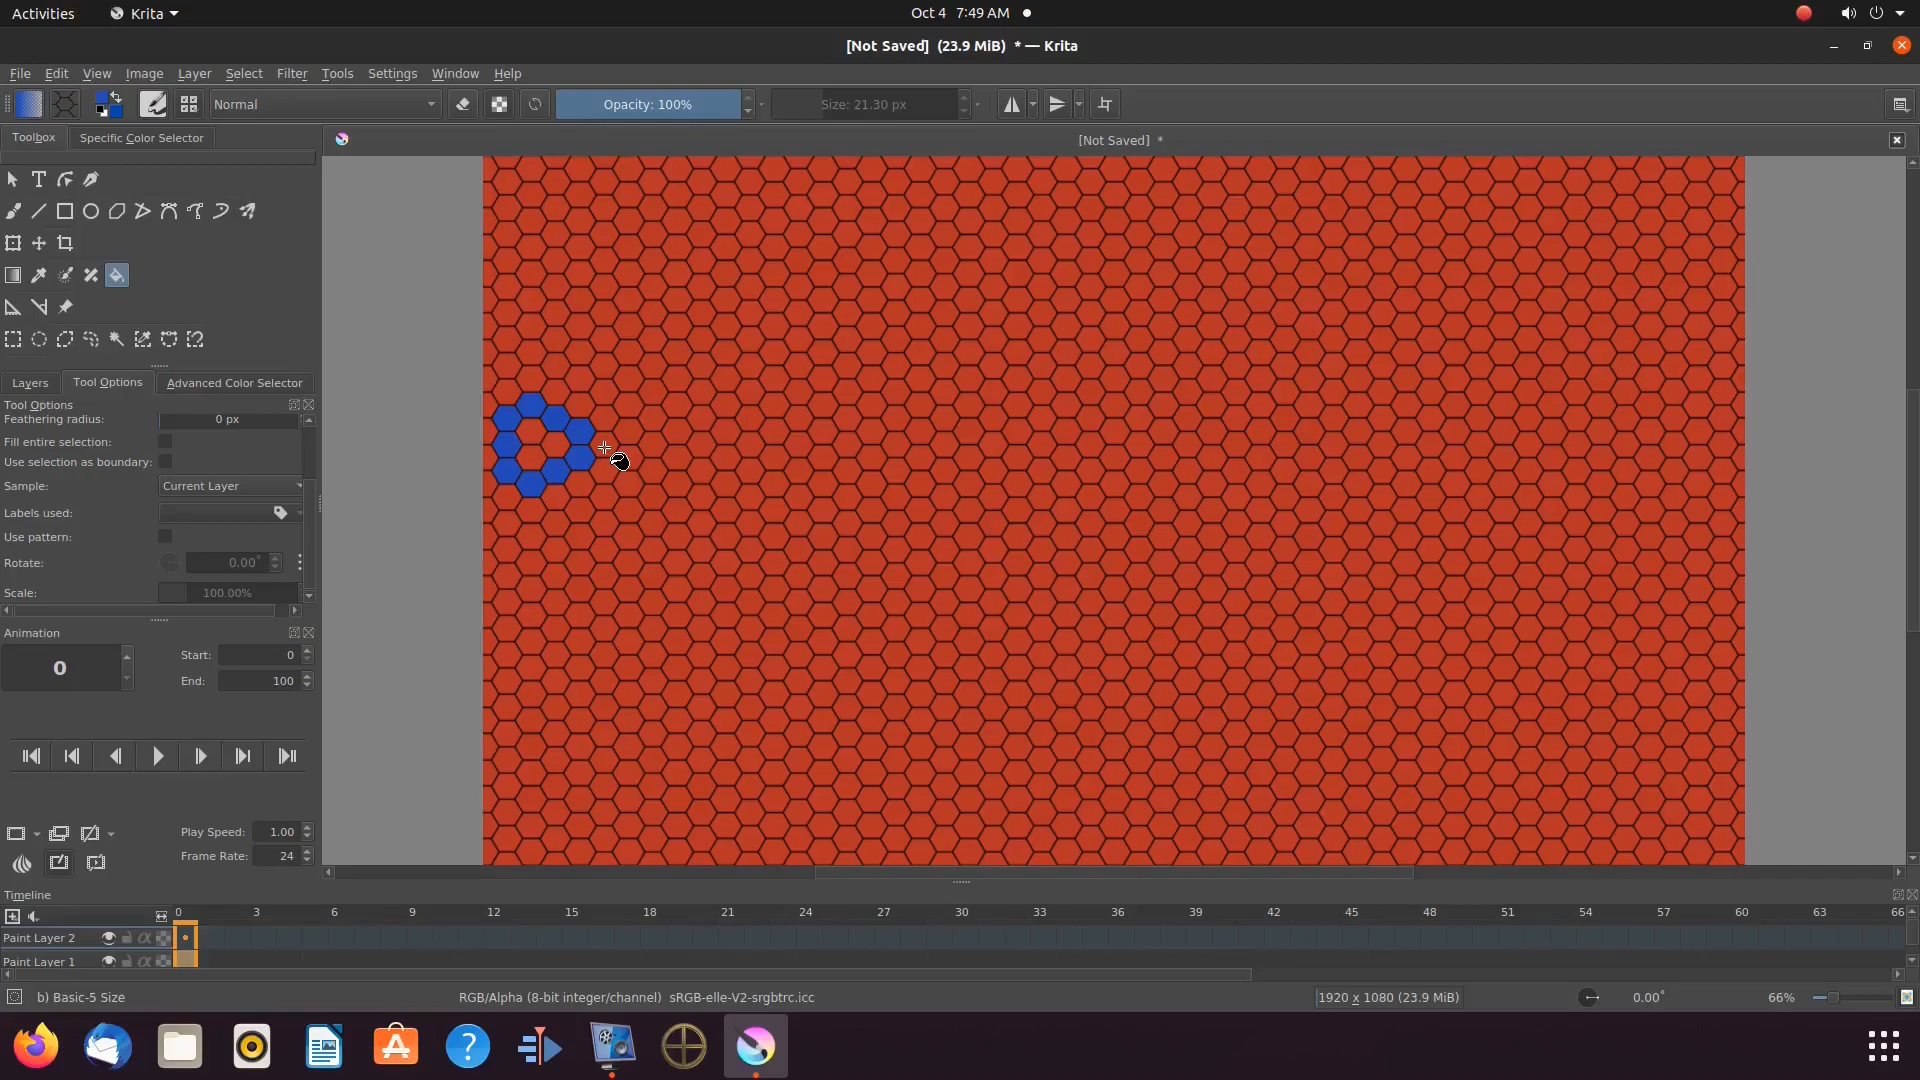 Activities Krita Oct 4 7:49 AM
[Not Saved] (23.9 MiB) * — Krita
File Edit View Image Layer Select Filter Tools Settings Window Help
Normal Opacity: 100% Size: 21.30 px
Toolbox Specific Color Selector [Not Saved] *
Layers Tool Options Advanced Color Selector
Tool Options
Feathering radius: 0 px
Fill entire selection:
Use selection as boundary:
Sample: Current Layer
Labels used:
Use pattern:
Rotate: 0.00°
Scale: 100.00%
Animation
0 Start: 0
End: 100
Play Speed: 1.00
Frame Rate: 24
Timeline
0 3 6 9 12 15 18 21 24 27 30 33 36 39 42 45 48 51 54 57 60 63 66
Paint Layer 2
Paint Layer 1
b) Basic-5 Size RGB/Alpha (8-bit integer/channel) sRGB-elle-V2-srgbtrc.icc 1920 x 1080 (23.9 MiB) 0.00° 66%